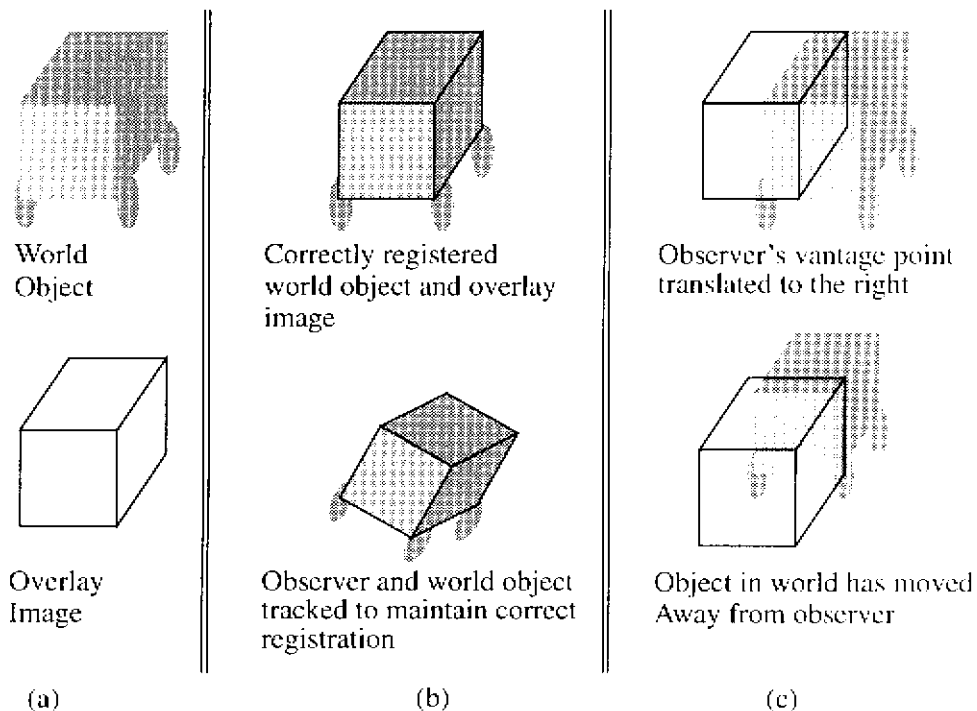 World
Object
Overlay
Image
(a)
Correctly registered
world object and overlay
image
Observer and world object
tracked to maintain correct
registration
(b)
Observer's vantage point
translated to the right
Object in world has moved
Away from observer
(c)